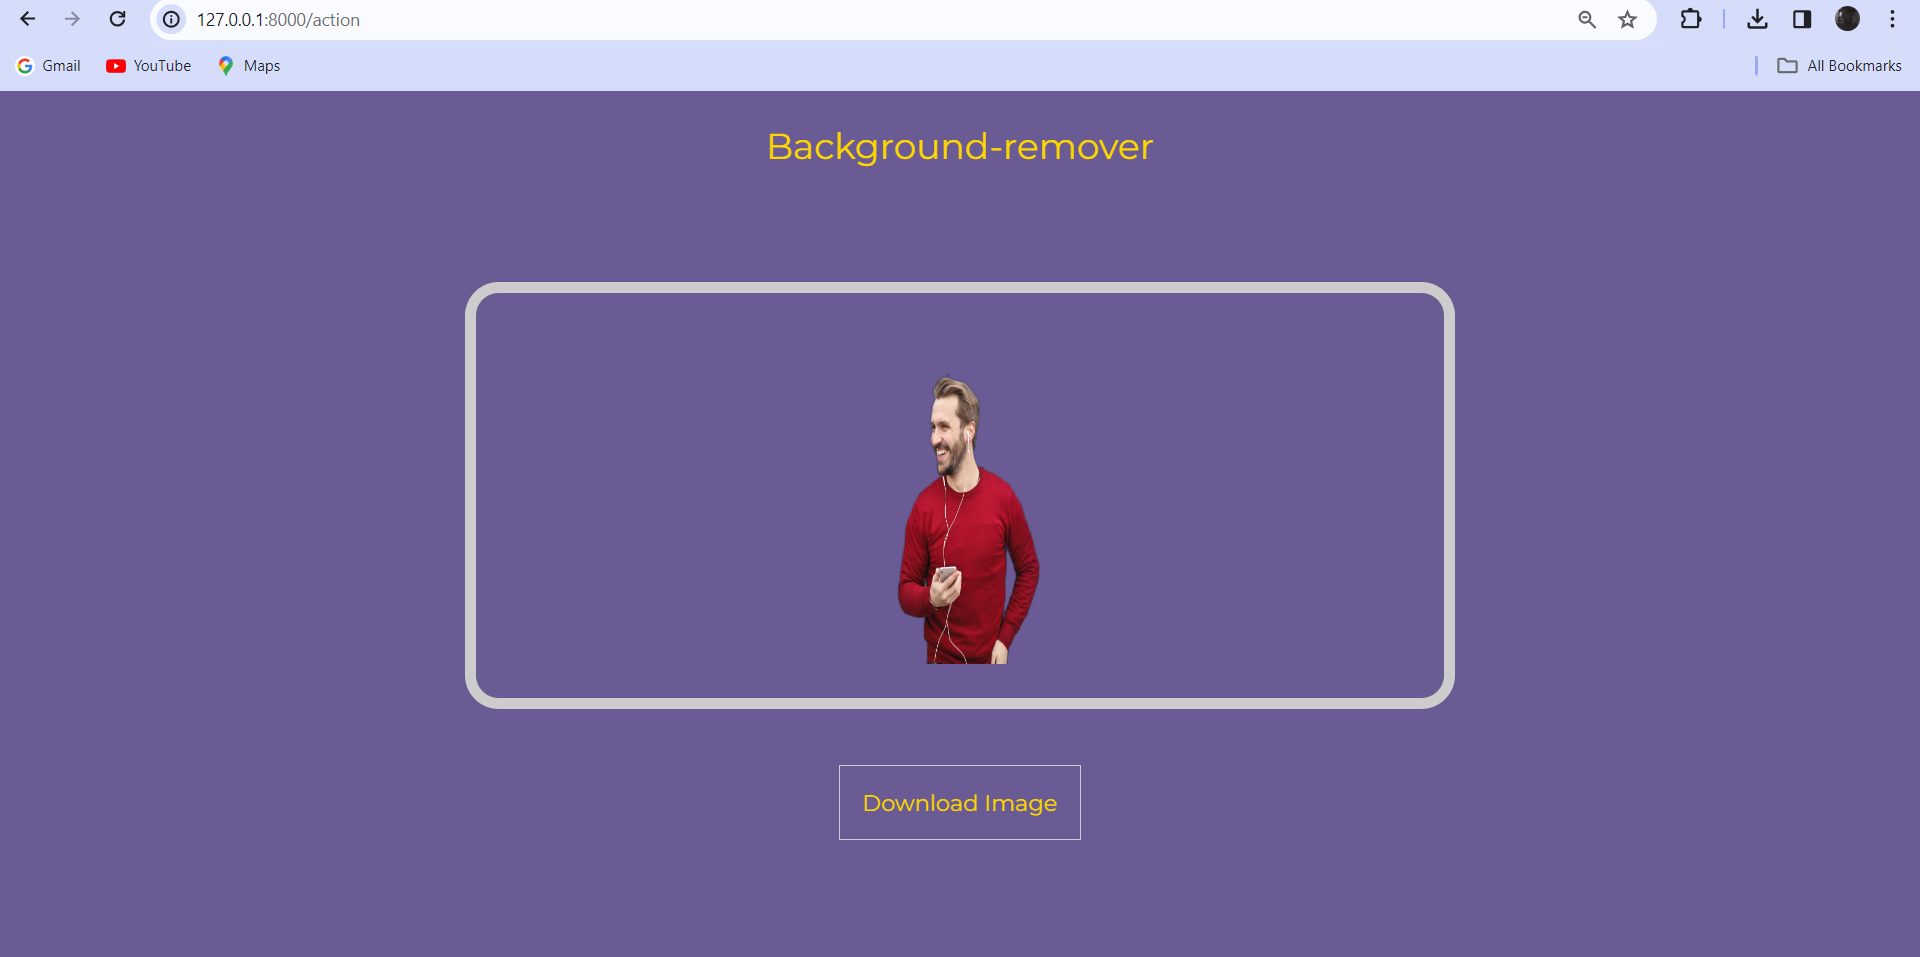 127.0.0.1:8000/action
Gmail YouTube Maps All Bookmarks
Background-remover
Download Image